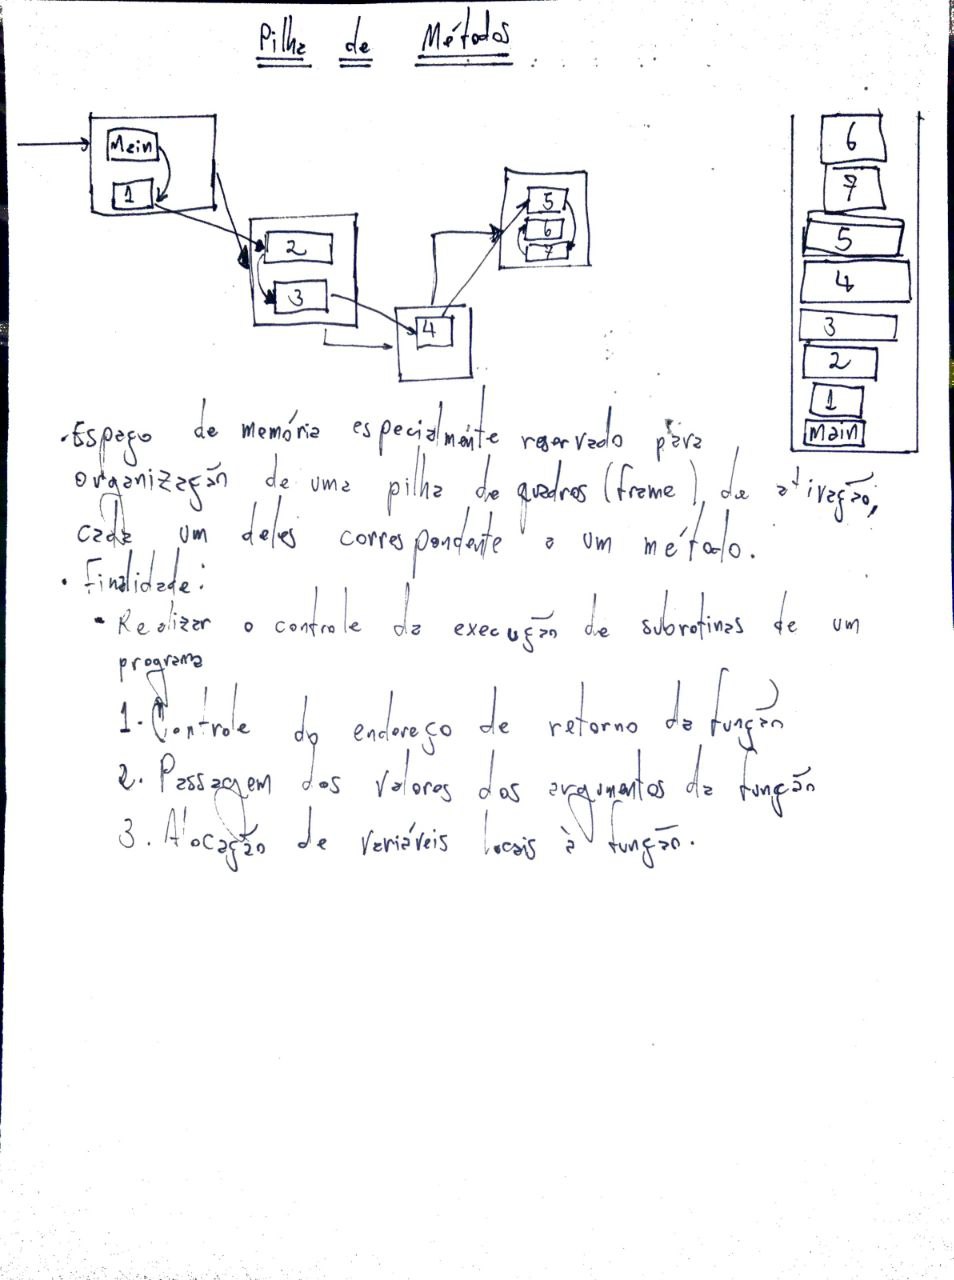 Pilha de Métodos
Main
1
2
3
4
5
6
7
6
7
5
4
3
2
1
Main
• Espaço de memória especialmente reservado para
organização de uma pilha de quadros (frame), de ativação,
cada um deles correspondente a um método.
• Finalidade:
• Realizar o controle da execução de subrotinas de um
programa
1. Controle do endereço de retorno da função
2. Passagem dos valores dos argumentos da função
3. Alocação de variáveis locais à função.